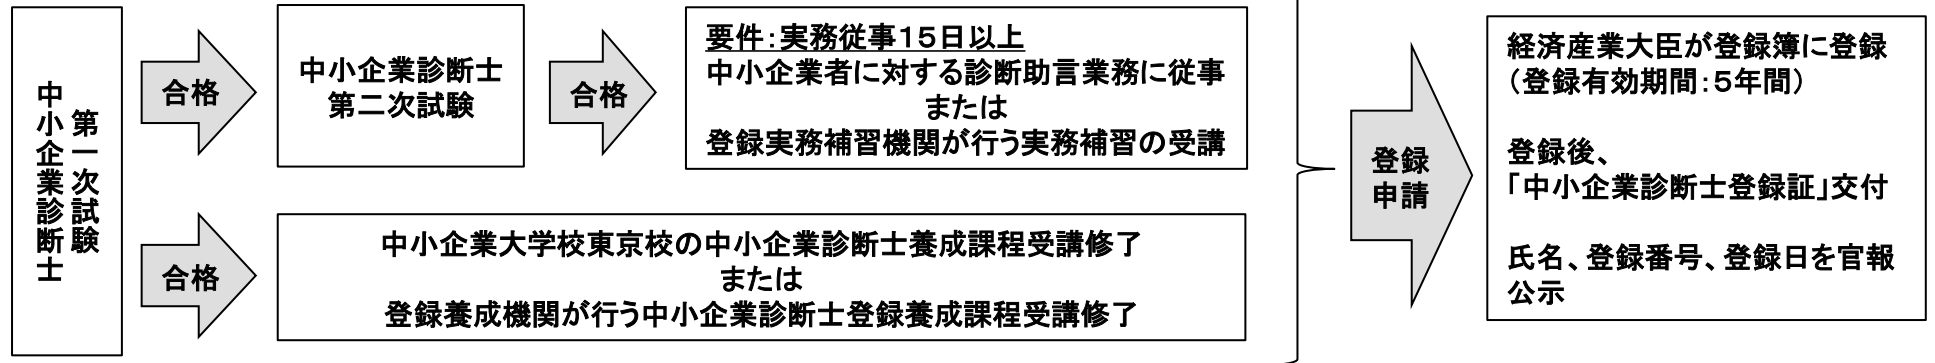 中小企業診断士
第一次試験
合格
中小企業診断士
第二次試験
合格
要件：実務従事１５日以上
中小企業者に対する診断助言業務に従事
または
登録実務補習機関が行う実務補習の受講
合格
中小企業大学校東京校の中小企業診断士養成課程受講修了
または
登録養成機関が行う中小企業診断士登録養成課程受講修了
登録
申請
経済産業大臣が登録簿に登録
（登録有効期間：５年間）
登録後、
「中小企業診断士登録証」交付
氏名、登録番号、登録日を官報
公示